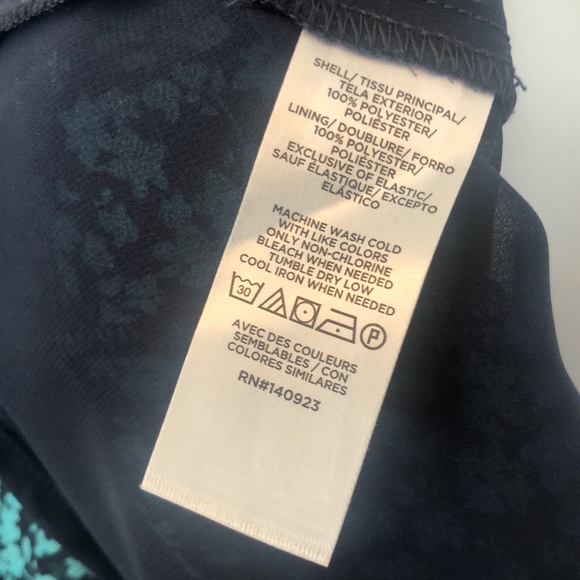 SHELL/ TISSU PRINCIPAL/
TELA EXTERIOR
100% POLYESTER/
POLIÉSTER
LINING/ DOUBLURE/ FORRO
100% POLYESTER/
POLIÉSTER
EXCLUSIVE OF ELASTIC/
SAUF ÉLASTIQUE/ EXCEPTO
ELÁSTICO
MACHINE WASH COLD
WITH LIKE COLORS
ONLY NON-CHLORINE
BLEACH WHEN NEEDED
TUMBLE DRY LOW
COOL IRON WHEN NEEDED
30 P
AVEC DES COULEURS
SEMBLABLES / CON
COLORES SIMILARES
RN#140923